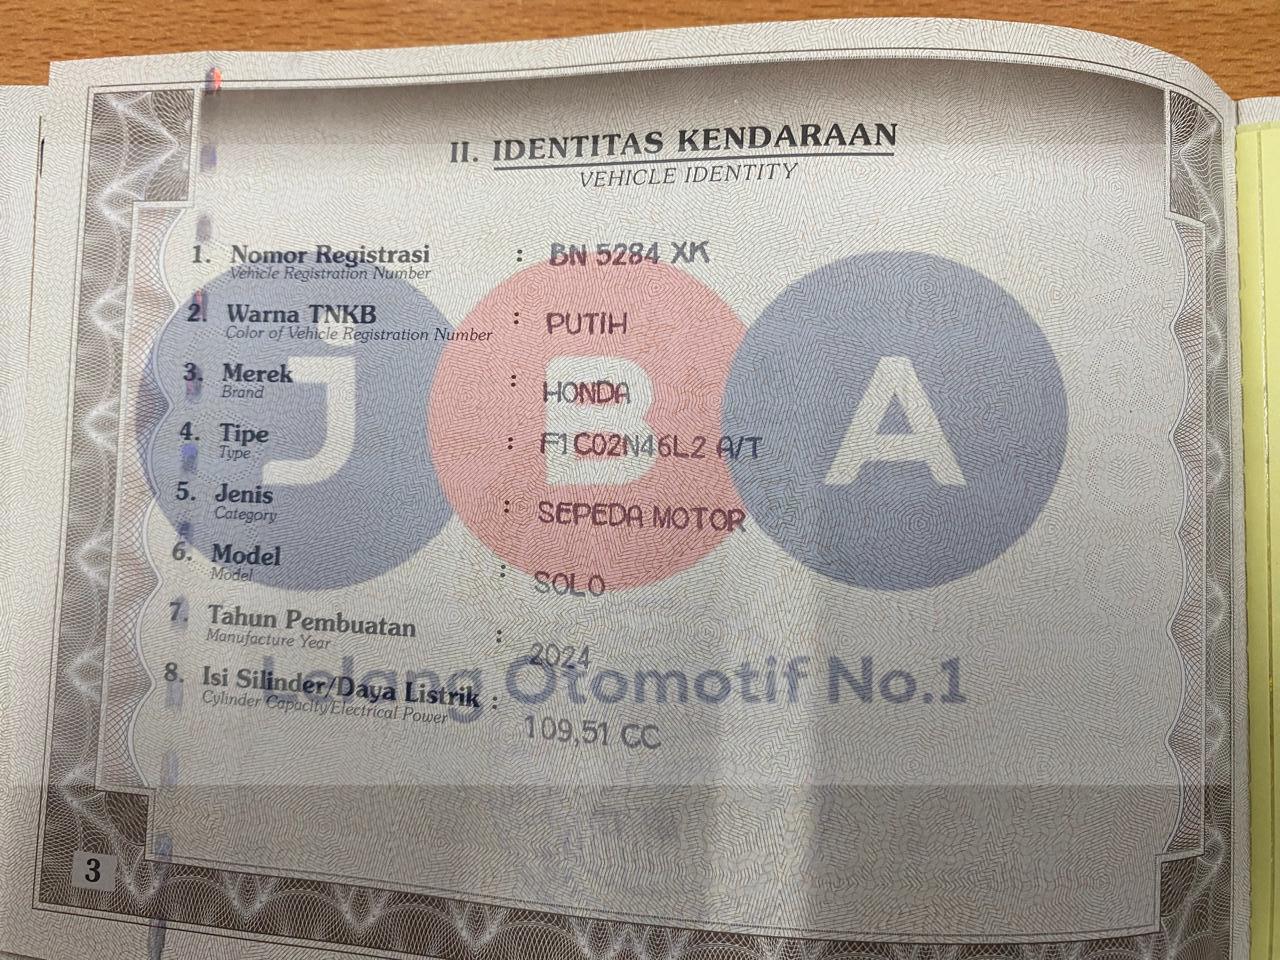 II. IDENTITAS KENDARAAN
VEHICLE IDENTITY
1. Nomor Registrasi : BN 5284 XK
Vehicle Registration Number
2. Warna TNKB : PUTIH
Color of Vehicle Registration Number
3. Merek : HONDA
Brand
4. Tipe : F1C02N46L2 A/T
Type
5. Jenis : SEPEDA MOTOR
Category
6. Model : SOLO
Model
7. Tahun Pembuatan : 2024
Manufacture Year
8. Isi Silinder/Daya Listrik : 109,51 CC
Cylinder Capacity/Electrical Power
JBA
Lelang Otomotif No.1
3